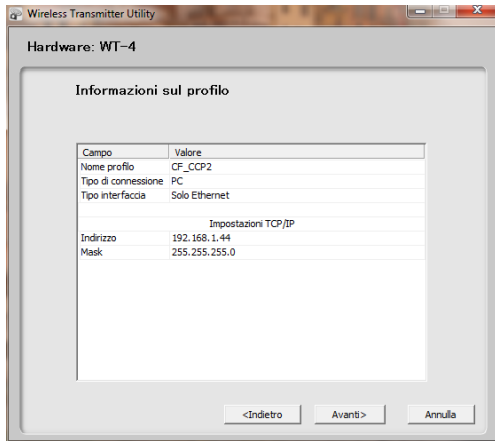 Wireless Transmitter Utility
Hardware: WT-4
Informazioni sul profilo
Campo Valore
Nome profilo CF_CCP2
Tipo di connessione PC
Tipo interfaccia Solo Ethernet
Impostazioni TCP/IP
Indirizzo 192.168.1.44
Mask 255.255.255.0
<Indietro Avanti> Annulla